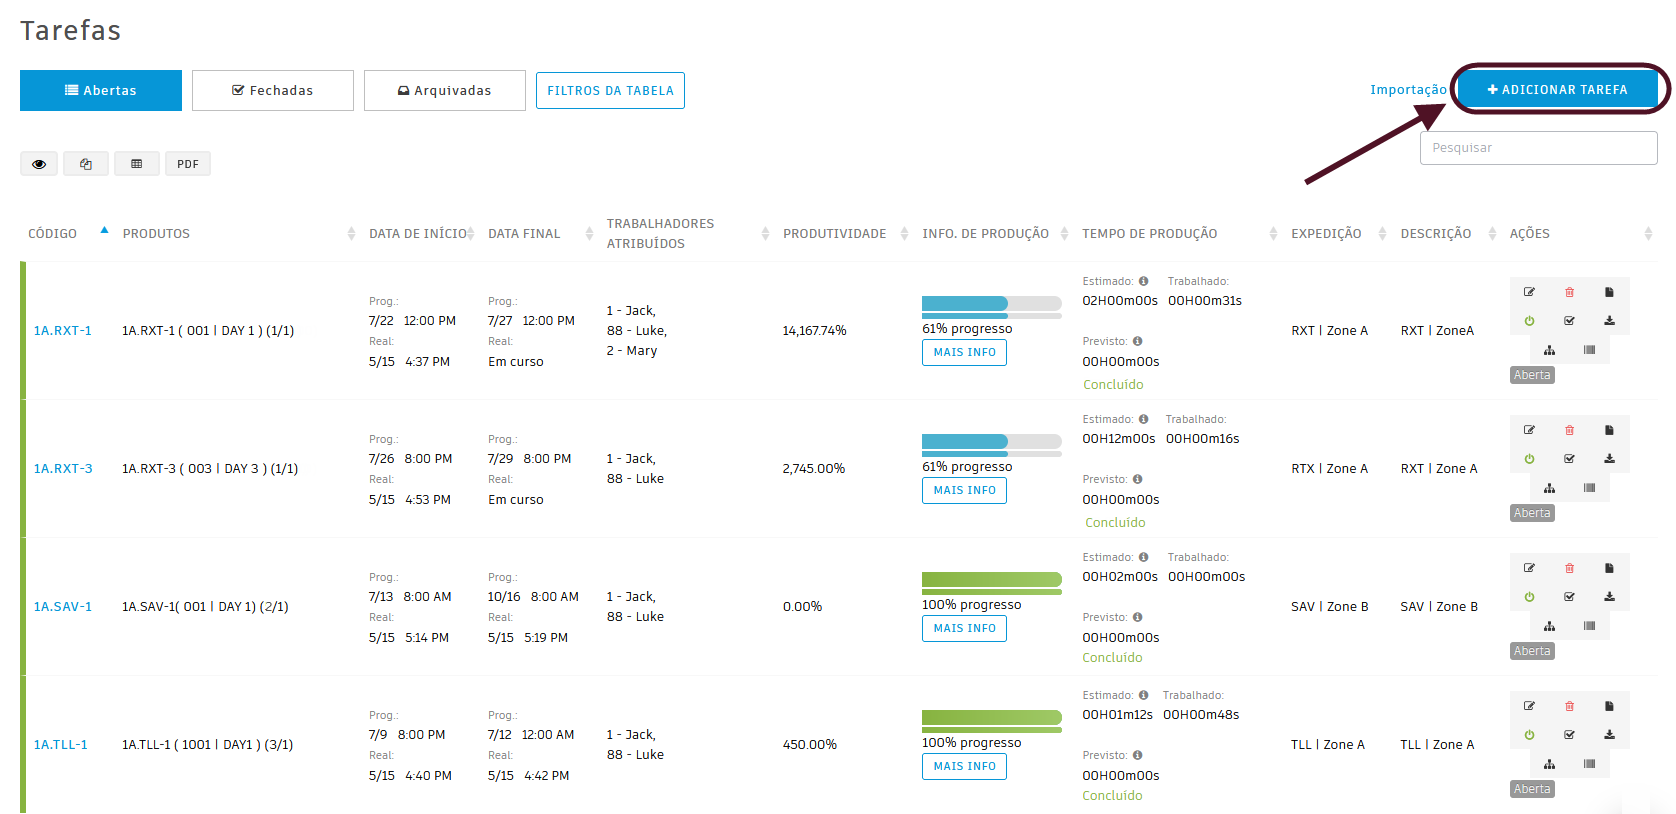 Tarefas
Abertas
Fechadas
Arquivadas
FILTROS DA TABELA
Importação
ADICIONAR TAREFA
Pesquisar
PDF
CÓDIGO
PRODUTOS
DATA DE INÍCIO
DATA FINAL
TRABALHADORES
ATRIBUÍDOS
PRODUTIVIDADE
INFO. DE PRODUÇÃO
TEMPO DE PRODUÇÃO
EXPEDIÇÃO
DESCRIÇÃO
AÇÕES
1A.RXT-1
1A.RXT-1 ( 001 | DAY 1 ) (1/1)
Prog.:
7/22 12:00 PM
Real:
5/15 4:37 PM
Prog.:
7/27 12:00 PM
Real:
Em curso
1 - Jack,
88 - Luke,
2 - Mary
14,167.74%
61% progresso
MAIS INFO
Estimado: Trabalhado:
02H00m00s 00H00m31s
Previsto:
00H00m00s
Concluído
RXT | Zone A
RXT | ZoneA
Aberta
1A.RXT-3
1A.RXT-3 ( 003 | DAY 3 ) (1/1)
Prog.:
7/26 8:00 PM
Real:
5/15 4:53 PM
Prog.:
7/29 8:00 PM
Real:
Em curso
1 - Jack,
88 - Luke
2,745.00%
61% progresso
MAIS INFO
Estimado: Trabalhado:
00H12m00s 00H00m16s
Previsto:
00H00m00s
Concluído
RTX | Zone A
RXT | Zone A
Aberta
1A.SAV-1
1A.SAV-1( 001 | DAY 1) (2/1)
Prog.:
7/13 8:00 AM
Real:
5/15 5:14 PM
Prog.:
10/16 8:00 AM
Real:
5/15 5:19 PM
1 - Jack,
88 - Luke
0.00%
100% progresso
MAIS INFO
Estimado: Trabalhado:
00H02m00s 00H00m00s
Previsto:
00H00m00s
Concluído
SAV | Zone B
SAV | Zone B
Aberta
1A.TLL-1
1A.TLL-1 ( 1001 | DAY1 ) (3/1)
Prog.:
7/9 8:00 PM
Real:
5/15 4:40 PM
Prog.:
7/12 12:00 AM
Real:
5/15 4:42 PM
1 - Jack,
88 - Luke
450.00%
100% progresso
MAIS INFO
Estimado: Trabalhado:
00H01m12s 00H00m48s
Previsto:
00H00m00s
Concluído
TLL | Zone A
TLL | Zone A
Aberta